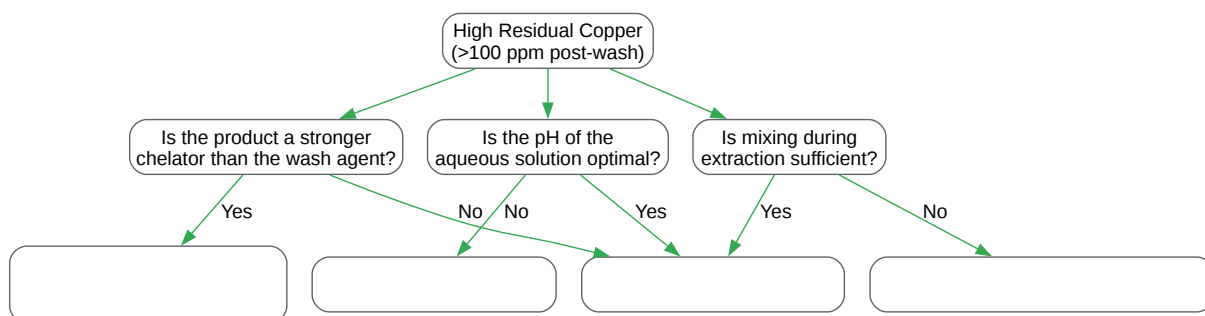 High Residual Copper
(>100 ppm post-wash)
Is the product a stronger
chelator than the wash agent?
Is the pH of the
aqueous solution optimal?
Is mixing during
extraction sufficient?
Yes
No
No
Yes
Yes
No